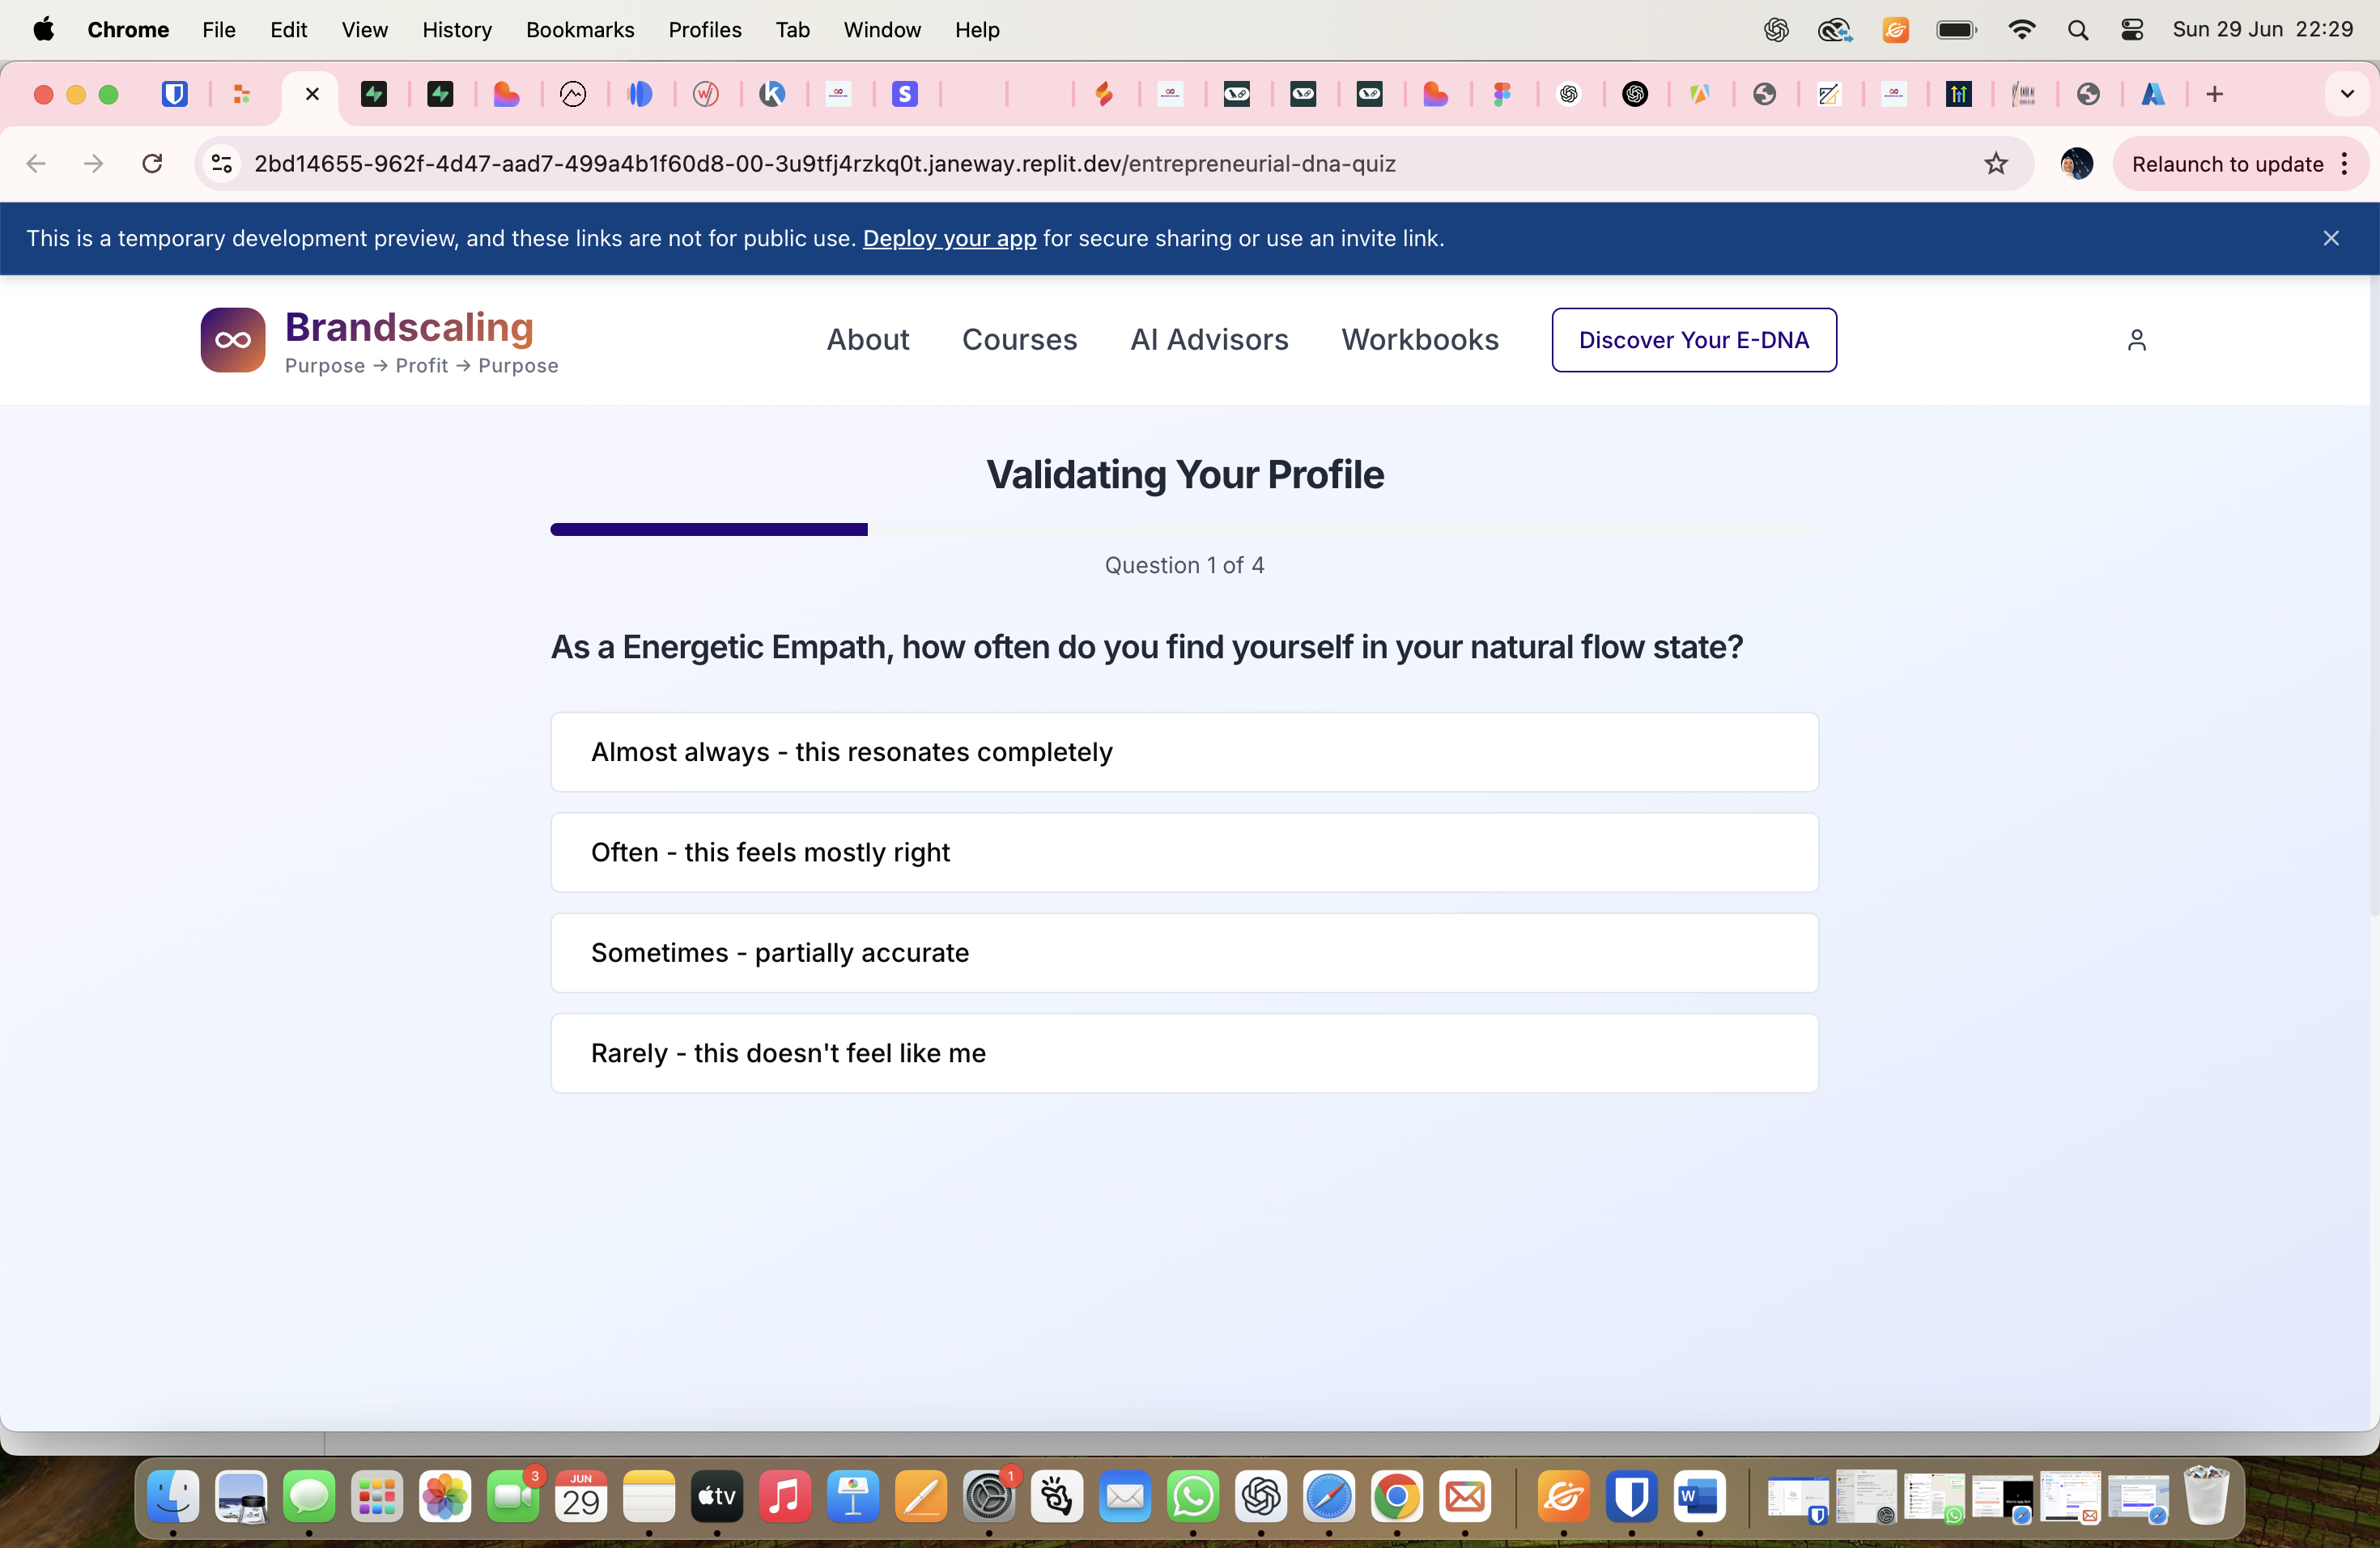 Chrome File Edit View History Bookmarks Profiles Tab Window Help Sun 29 Jun 22:29
2bd14655-962f-4d47-aad7-499a4b1f60d8-00-3u9tfj4rzkq0t.janeway.replit.dev/entrepreneurial-dna-quiz Relaunch to update
This is a temporary development preview, and these links are not for public use. Deploy your app for secure sharing or use an invite link.
Brandscaling
Purpose → Profit → Purpose
About Courses AI Advisors Workbooks Discover Your E-DNA
Validating Your Profile
Question 1 of 4
As a Energetic Empath, how often do you find yourself in your natural flow state?
Almost always - this resonates completely
Often - this feels mostly right
Sometimes - partially accurate
Rarely - this doesn't feel like me
3
JUN
29
tv
1
W